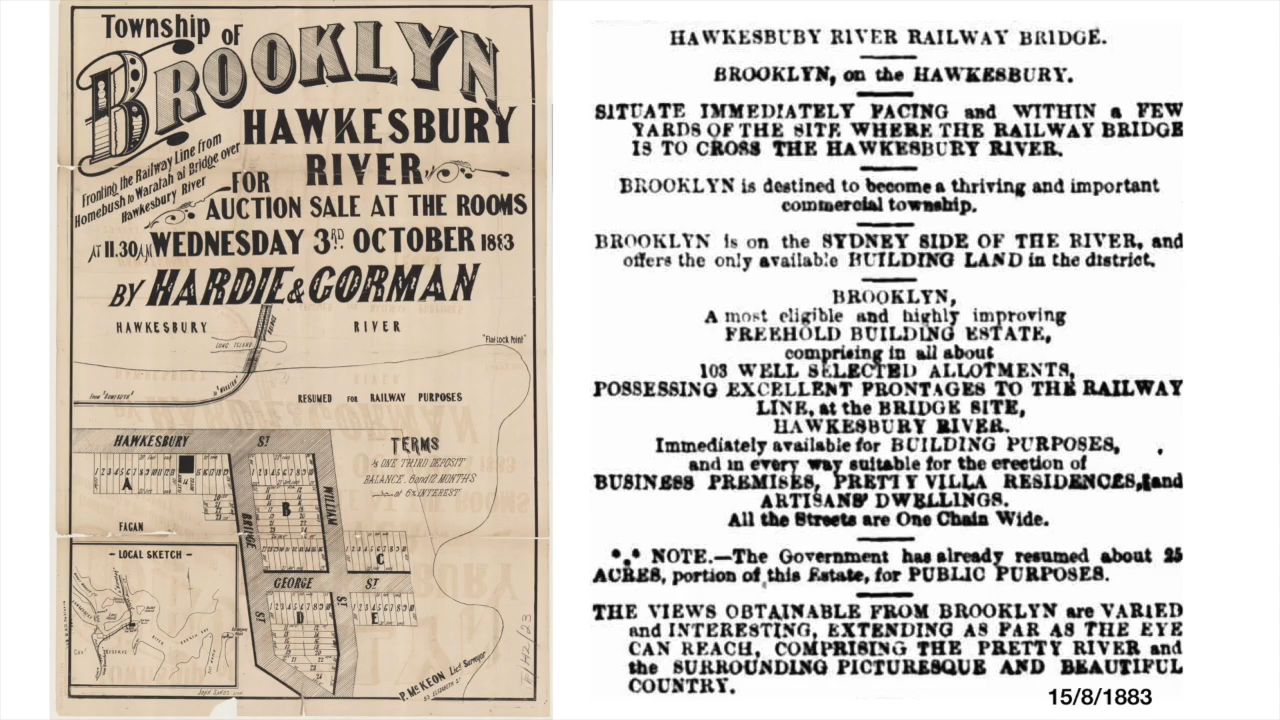 Township of
BROOKLYN
HAWKESBURY
RIVER
Fronting the Railway Line from
Homebush to Waratah at Bridge over
Hawkesbury River
FOR
AUCTION SALE AT THE ROOMS
AT 11.30 AM WEDNESDAY 3RD OCTOBER 1883
BY HARDIE & GORMAN
HAWKESBURY RIVER
LONG ISLAND
"Flat Rock Point"
From "HOMEBUSH"
to "WARATAH"
RESUMED FOR RAILWAY PURPOSES
HAWKESBURY ST
TERMS
⅓ ONE THIRD DEPOSIT
BALANCE, 6 and 12 MONTHS
at 6% INTEREST
A
B
WILLIAM
ST
FAGAN
BRIDGE
ST
C
GEORGE ST
D
E
– LOCAL SKETCH –
P. McKEON Licd Surveyor
52 ELIZABETH ST
JOHN SANDS
HAWKESBUBY RIVER RAILWAY BRIDGE.
BROOKLYN, on the HAWKESBURY.
SITUATE IMMEDIATELY FACING and WITHIN a FEW
YARDS OF THE SITE WHERE THE RAILWAY BRIDGE
IS TO CROSS THE HAWKESBURY RIVER.
BROOKLYN is destined to become a thriving and important
commercial township.
BROOKLYN is on the SYDNEY SIDE OF THE RIVER, and
offers the only available BUILDING LAND in the district.
BROOKLYN,
A most eligible and highly improving
FREEHOLD BUILDING ESTATE,
comprising in all about
103 WELL SELECTED ALLOTMENTS,
POSSESSING EXCELLENT FRONTAGES TO THE RAILWAY
LINE, at the BRIDGE SITE,
HAWKESBURY RIVER.
Immediately available for BUILDING PURPOSES,
and in every way suitable for the erection of
BUSINESS PREMISES, PRETTY VILLA RESIDENCES, and
ARTISANS' DWELLINGS.
All the Streets are One Chain Wide.
*.* NOTE.—The Government has already resumed about 25
ACRES, portion of this Estate, for PUBLIC PURPOSES.
THE VIEWS OBTAINABLE FROM BROOKLYN are VARIED
and INTERESTING, EXTENDING AS FAR AS THE EYE
CAN REACH, COMPRISING THE PRETTY RIVER and
the SURROUNDING PICTURESQUE AND BEAUTIFUL
COUNTRY.
15/8/1883